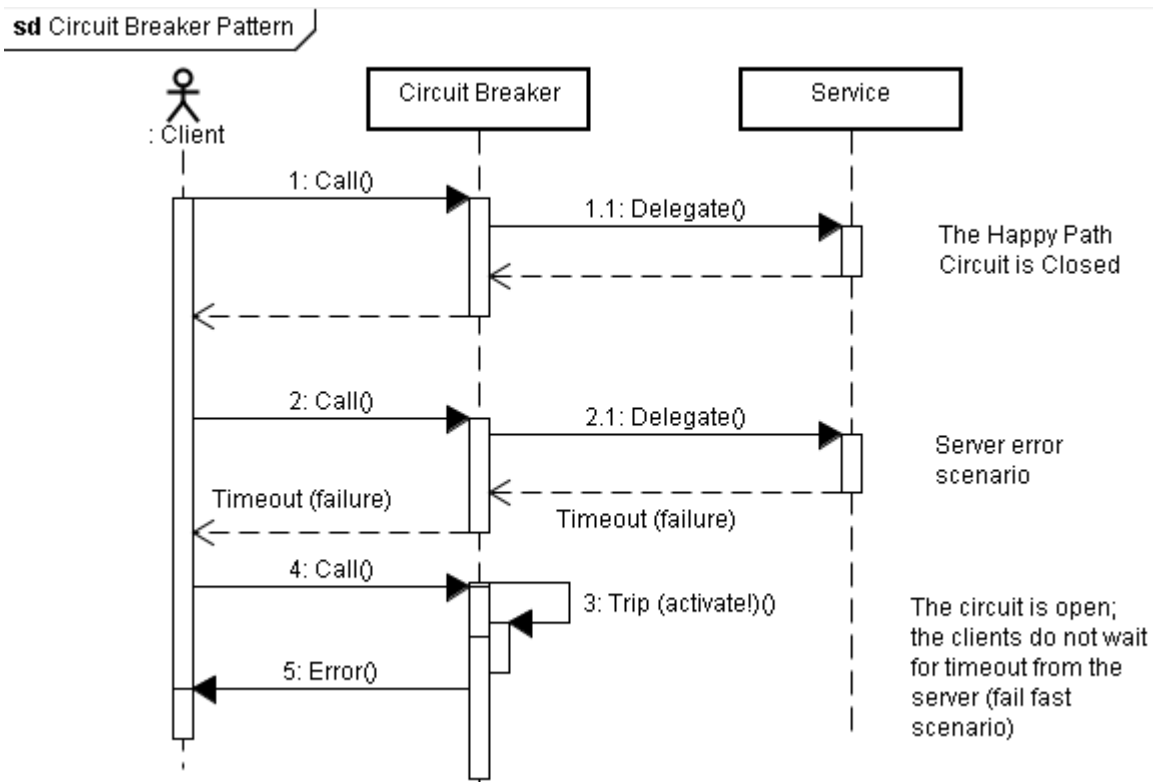 sd Circuit Breaker Pattern
: Client
Circuit Breaker
Service
1: Call()
1.1: Delegate()
The Happy Path
Circuit is Closed
2: Call()
2.1: Delegate()
Server error
scenario
Timeout (failure)
Timeout (failure)
4: Call()
3: Trip (activate!)()
The circuit is open;
the clients do not wait
for timeout from the
server (fail fast
scenario)
5: Error()